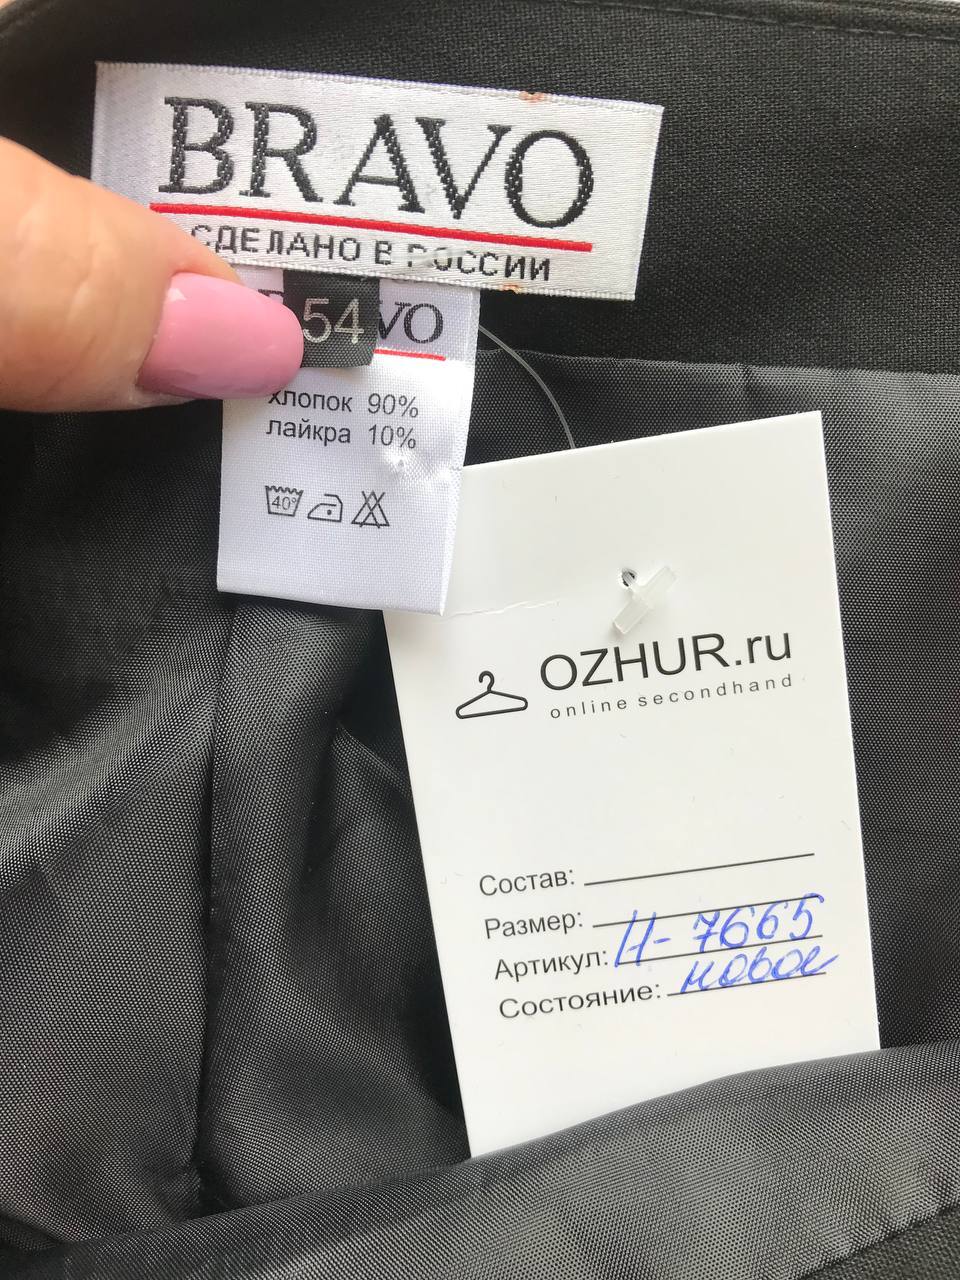 BRAVO
СДЕЛАНО В РОССИИ
54
VO
хлопок 90%
лайкра 10%
40°
OZHUR.ru
online secondhand
Состав:
Размер:
Артикул: Н-7665
Состояние: новое